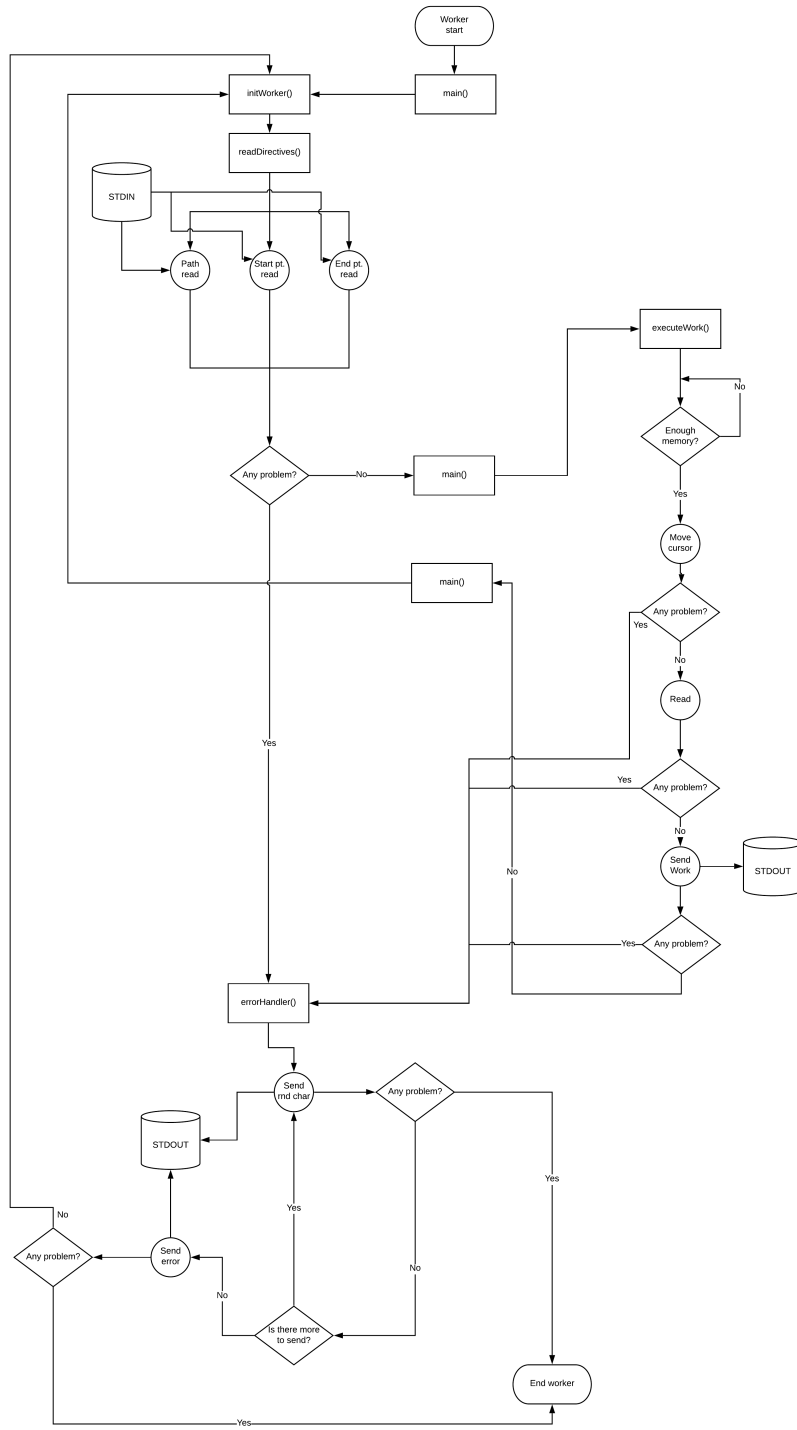 Worker
start
initWorker()
main()
readDirectives()
STDIN
Path
read
Start pt.
read
End pt.
read
executeWork()
No
Enough
memory?
Any problem?
No
main()
Yes
Move
cursor
main()
Any problem?
Yes
No
Read
Yes
Yes
Any problem?
No
Send
Work
STDOUT
No
Yes
Any problem?
errorHandler()
Send
rnd char
Any problem?
STDOUT
Yes
Yes
No
Send
error
Any problem?
No
No
Is there more
to send?
End worker
Yes